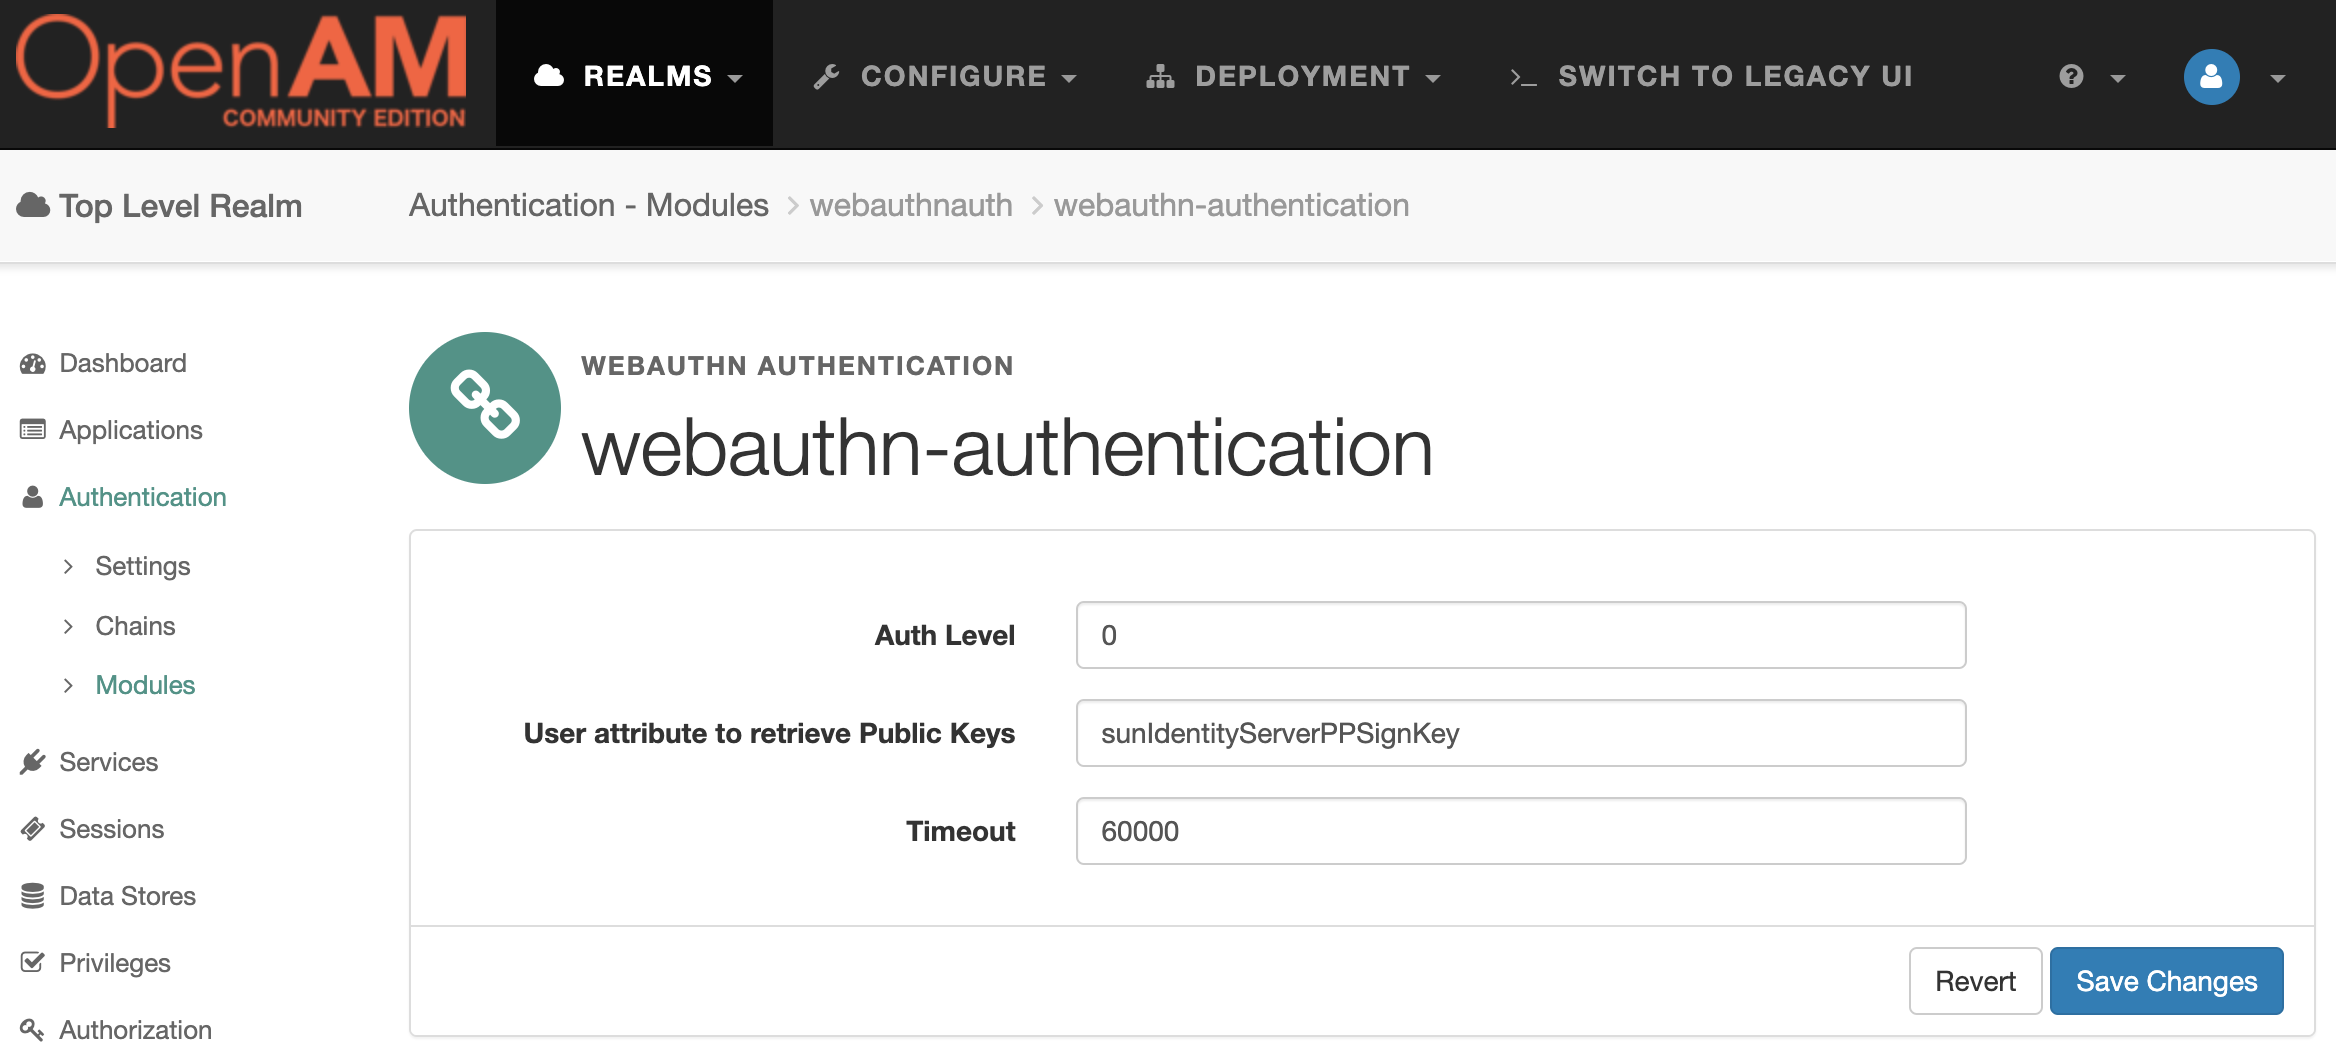 OpenAM
COMMUNITY EDITION
REALMS
CONFIGURE
DEPLOYMENT
SWITCH TO LEGACY UI
Top Level Realm
Authentication - Modules
webauthnauth
webauthn-authentication
Dashboard
Applications
Authentication
Settings
Chains
Modules
Services
Sessions
Data Stores
Privileges
Authorization
WEBAUTHN AUTHENTICATION
webauthn-authentication
Auth Level
0
User attribute to retrieve Public Keys
sunIdentityServerPPSignKey
Timeout
60000
Revert
Save Changes